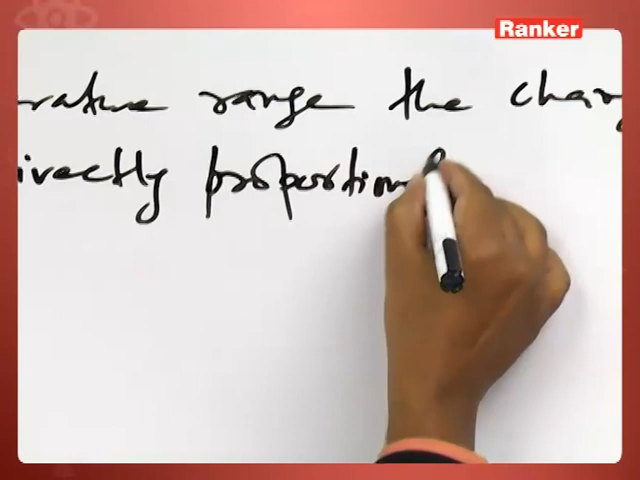 Ranker
rature range the chan
irectly proportional